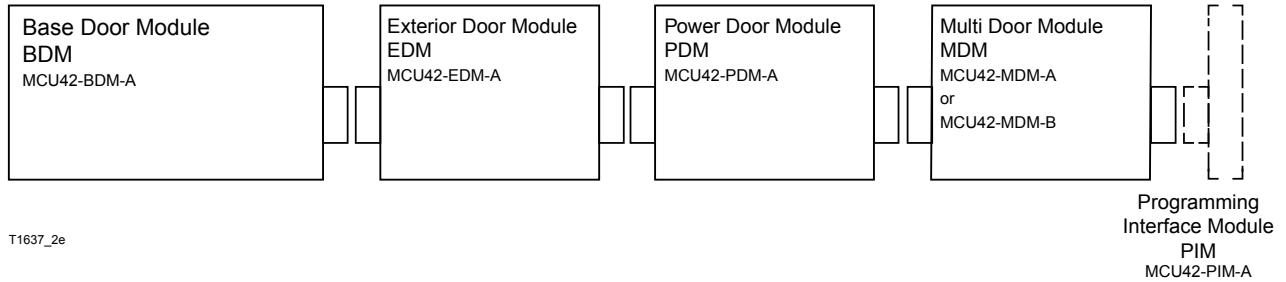 Base Door Module
BDM
MCU42-BDM-A
Exterior Door Module
EDM
MCU42-EDM-A
Power Door Module
PDM
MCU42-PDM-A
Multi Door Module
MDM
MCU42-MDM-A
or
MCU42-MDM-B
Programming
Interface Module
PIM
MCU42-PIM-A
T1637_2e